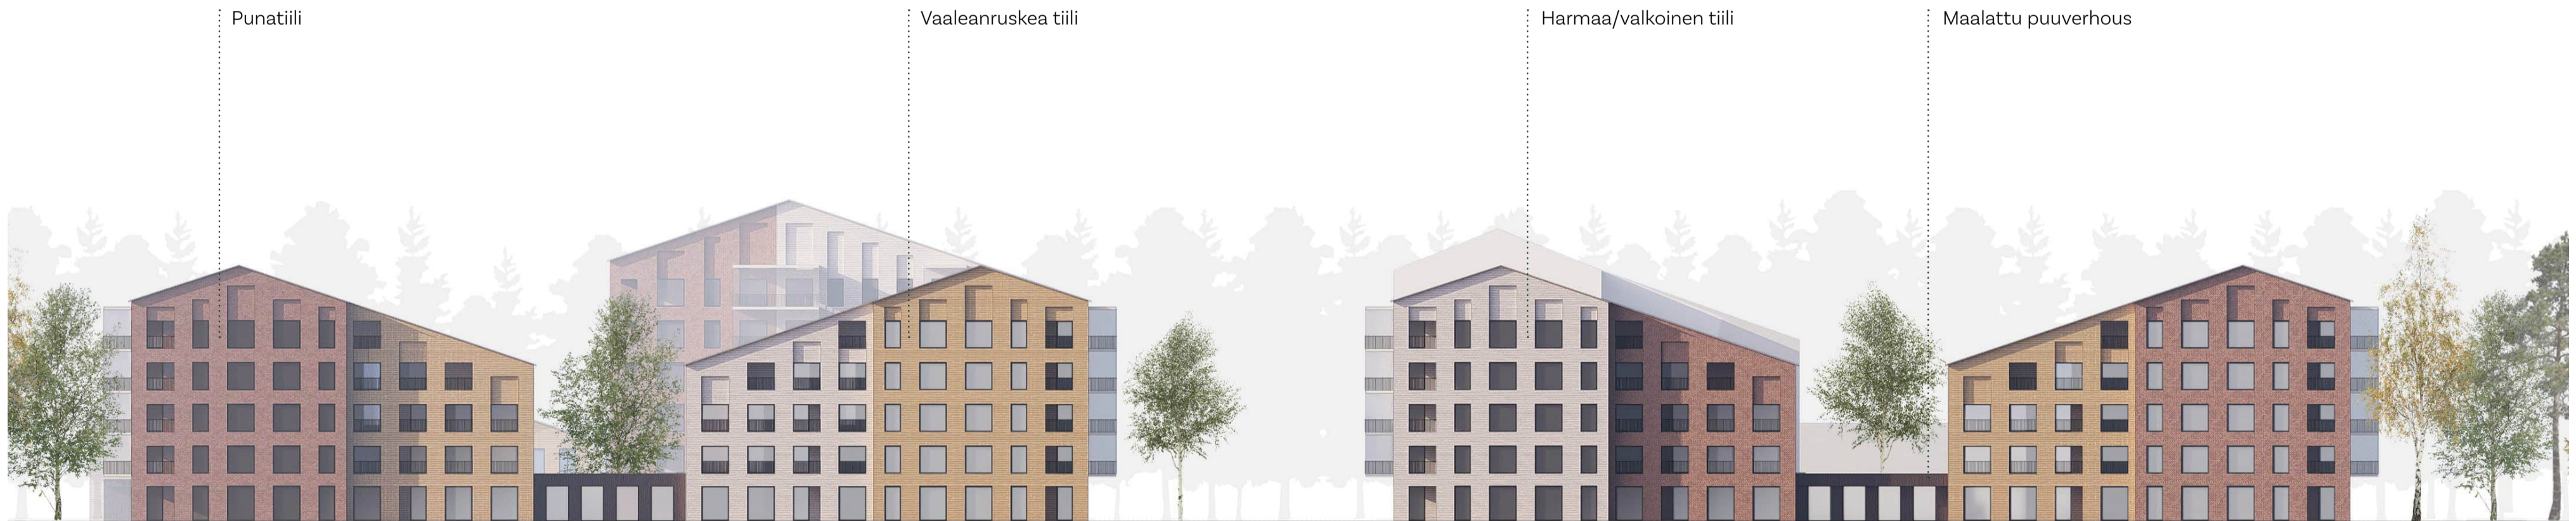 Punatiili
Vaaleanruskea tiili
Harmaa/valkoinen tiili
Maalattu puuverhous